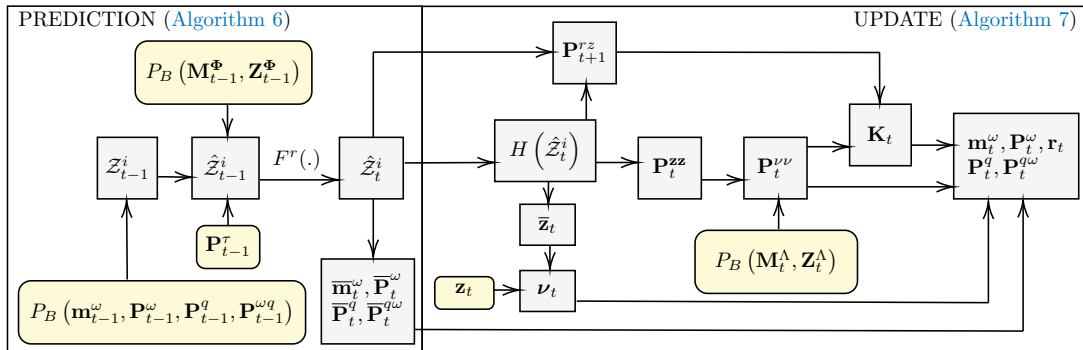 PREDICTION (Algorithm 6)
UPDATE (Algorithm 7)
P_B (M^Φ_{t−1}, Z^Φ_{t−1})
P^{rz}_{t+1}
Z^i_{t−1}
Ẑ^i_{t−1}
F^r(.)
Ẑ^i_t
H (Ẑ^i_t)
P^{zz}_t
P^{νν}_t
K_t
m^ω_t, P^ω_t, r_t
P^q_t, P^{qω}_t
P^τ_{t−1}
z̅_t
P_B (M^Λ_t, Z^Λ_t)
P_B (m^ω_{t−1}, P^ω_{t−1}, P^q_{t−1}, P^{ωq}_{t−1})
m̅^ω_t, P̅^ω_t
P̅^q_t, P̅^{qω}_t
z_t
ν_t